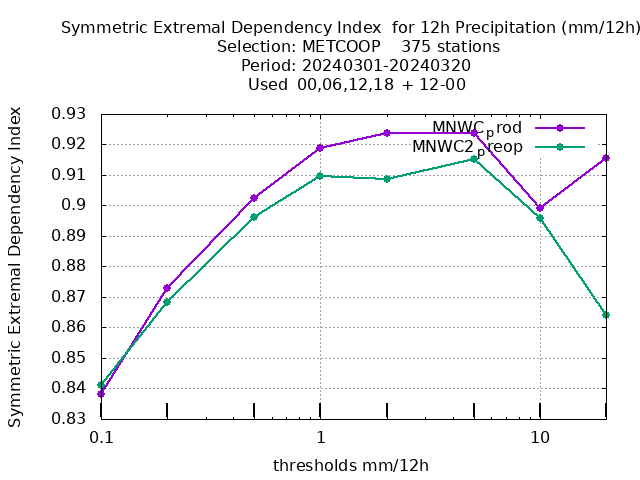 Symmetric Extremal Dependency Index  for 12h Precipitation (mm/12h)
Selection: METCOOP    375 stations
Period: 20240301-20240320
Used  00,06,12,18 + 12-00
Symmetric Extremal Dependency Index
0.93
0.92
0.91
0.9
0.89
0.88
0.87
0.86
0.85
0.84
0.83
MNWCprod
MNWC2preop
0.1
1
10
thresholds mm/12h